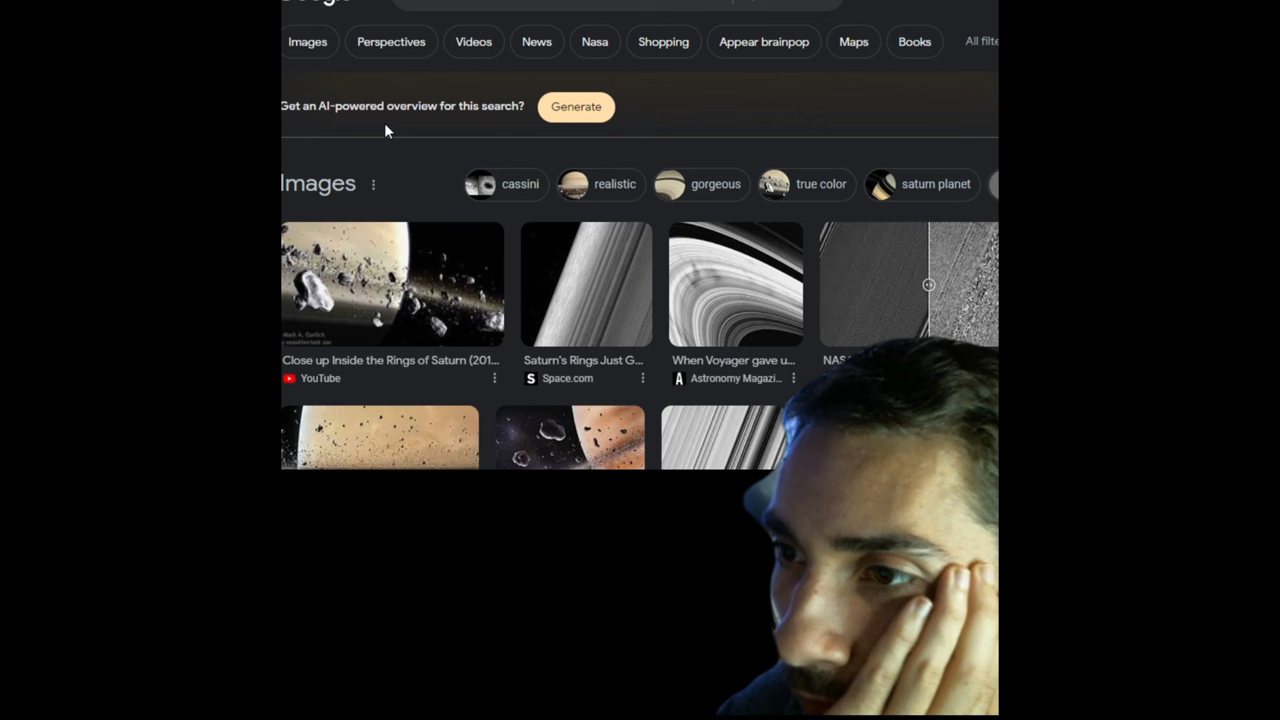 Images Perspectives Videos News Nasa Shopping Appear brainpop Maps Books All filte
Get an AI-powered overview for this search? Generate
Images cassini realistic gorgeous true color saturn planet
Mark A. Garlick
Close up Inside the Rings of Saturn (201... Saturn's Rings Just G... When Voyager gave u... NAS
YouTube Space.com Astronomy Magazi...